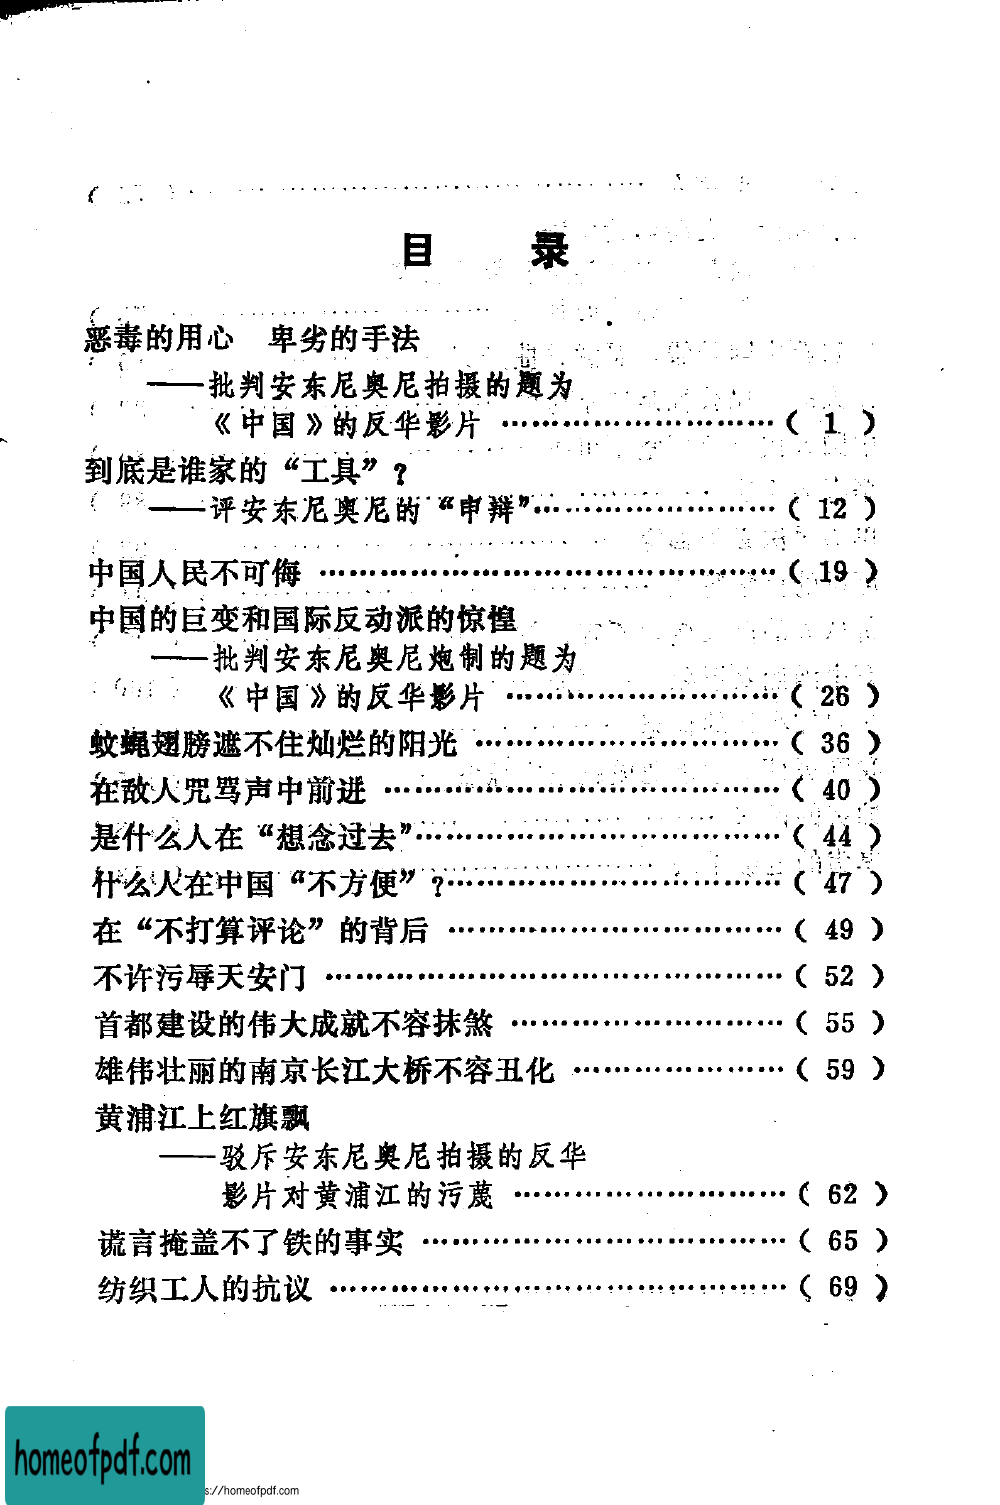 目 录
恶毒的用心 卑劣的手法
——批判安东尼奥尼拍摄的题为
《中国》的反华影片 ………………………( 1 )
到底是谁家的“工具”?
——评安东尼奥尼的“申辩”……………………( 12 )
中国人民不可侮 ………………………………………( 19 )
中国的巨变和国际反动派的惊惶
——批判安东尼奥尼炮制的题为
《中国》的反华影片 ………………………( 26 )
蚊蝇翅膀遮不住灿烂的阳光 …………………………( 36 )
在敌人咒骂声中前进 …………………………………( 40 )
是什么人在“想念过去”………………………………( 44 )
什么人在中国“不方便”?……………………………( 47 )
在“不打算评论”的背后 ……………………………( 49 )
不许污辱天安门 ………………………………………( 52 )
首都建设的伟大成就不容抹煞 ………………………( 55 )
雄伟壮丽的南京长江大桥不容丑化 …………………( 59 )
黄浦江上红旗飘
——驳斥安东尼奥尼拍摄的反华
影片对黄浦江的污蔑 ………………………( 62 )
谎言掩盖不了铁的事实 ………………………………( 65 )
纺织工人的抗议 ………………………………………( 69 )
homeofpdf.com
s://homeofpdf.com